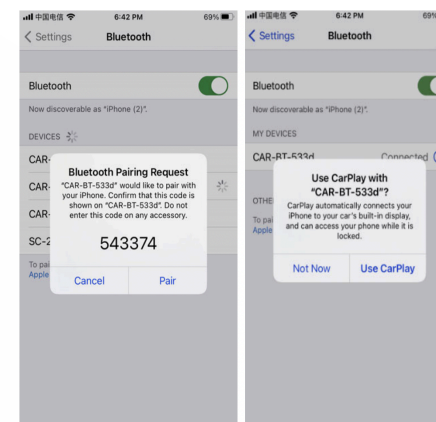 中国电信 6:42 PM 69%
Settings Bluetooth
Bluetooth
Now discoverable as "iPhone (2)".
DEVICES
CAR-
CAR-
CAR-
SC-2
To pai
Apple
Bluetooth Pairing Request
"CAR-BT-533d" would like to pair with
your iPhone. Confirm that this code is
shown on "CAR-BT-533d". Do not
enter this code on any accessory.
543374
Cancel Pair
中国电信 6:42 PM 69%
Settings Bluetooth
Bluetooth
Now discoverable as "iPhone (2)".
MY DEVICES
CAR-BT-533d Connected
OTHE
To pai
Apple
Use CarPlay with
"CAR-BT-533d"?
CarPlay automatically connects your
iPhone to your car's built-in display,
and can access your phone while it is
locked.
Not Now Use CarPlay